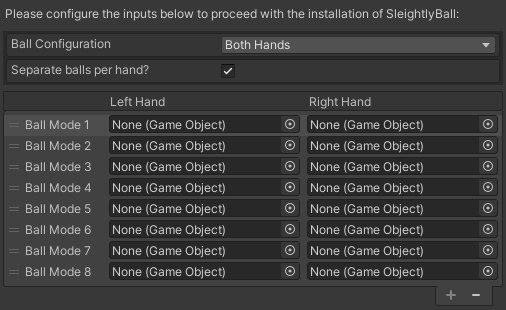 Please configure the inputs below to proceed with the installation of SleightlyBall:
Ball Configuration Both Hands
Separate balls per hand?
Left Hand Right Hand
Ball Mode 1 None (Game Object) None (Game Object)
Ball Mode 2 None (Game Object) None (Game Object)
Ball Mode 3 None (Game Object) None (Game Object)
Ball Mode 4 None (Game Object) None (Game Object)
Ball Mode 5 None (Game Object) None (Game Object)
Ball Mode 6 None (Game Object) None (Game Object)
Ball Mode 7 None (Game Object) None (Game Object)
Ball Mode 8 None (Game Object) None (Game Object)